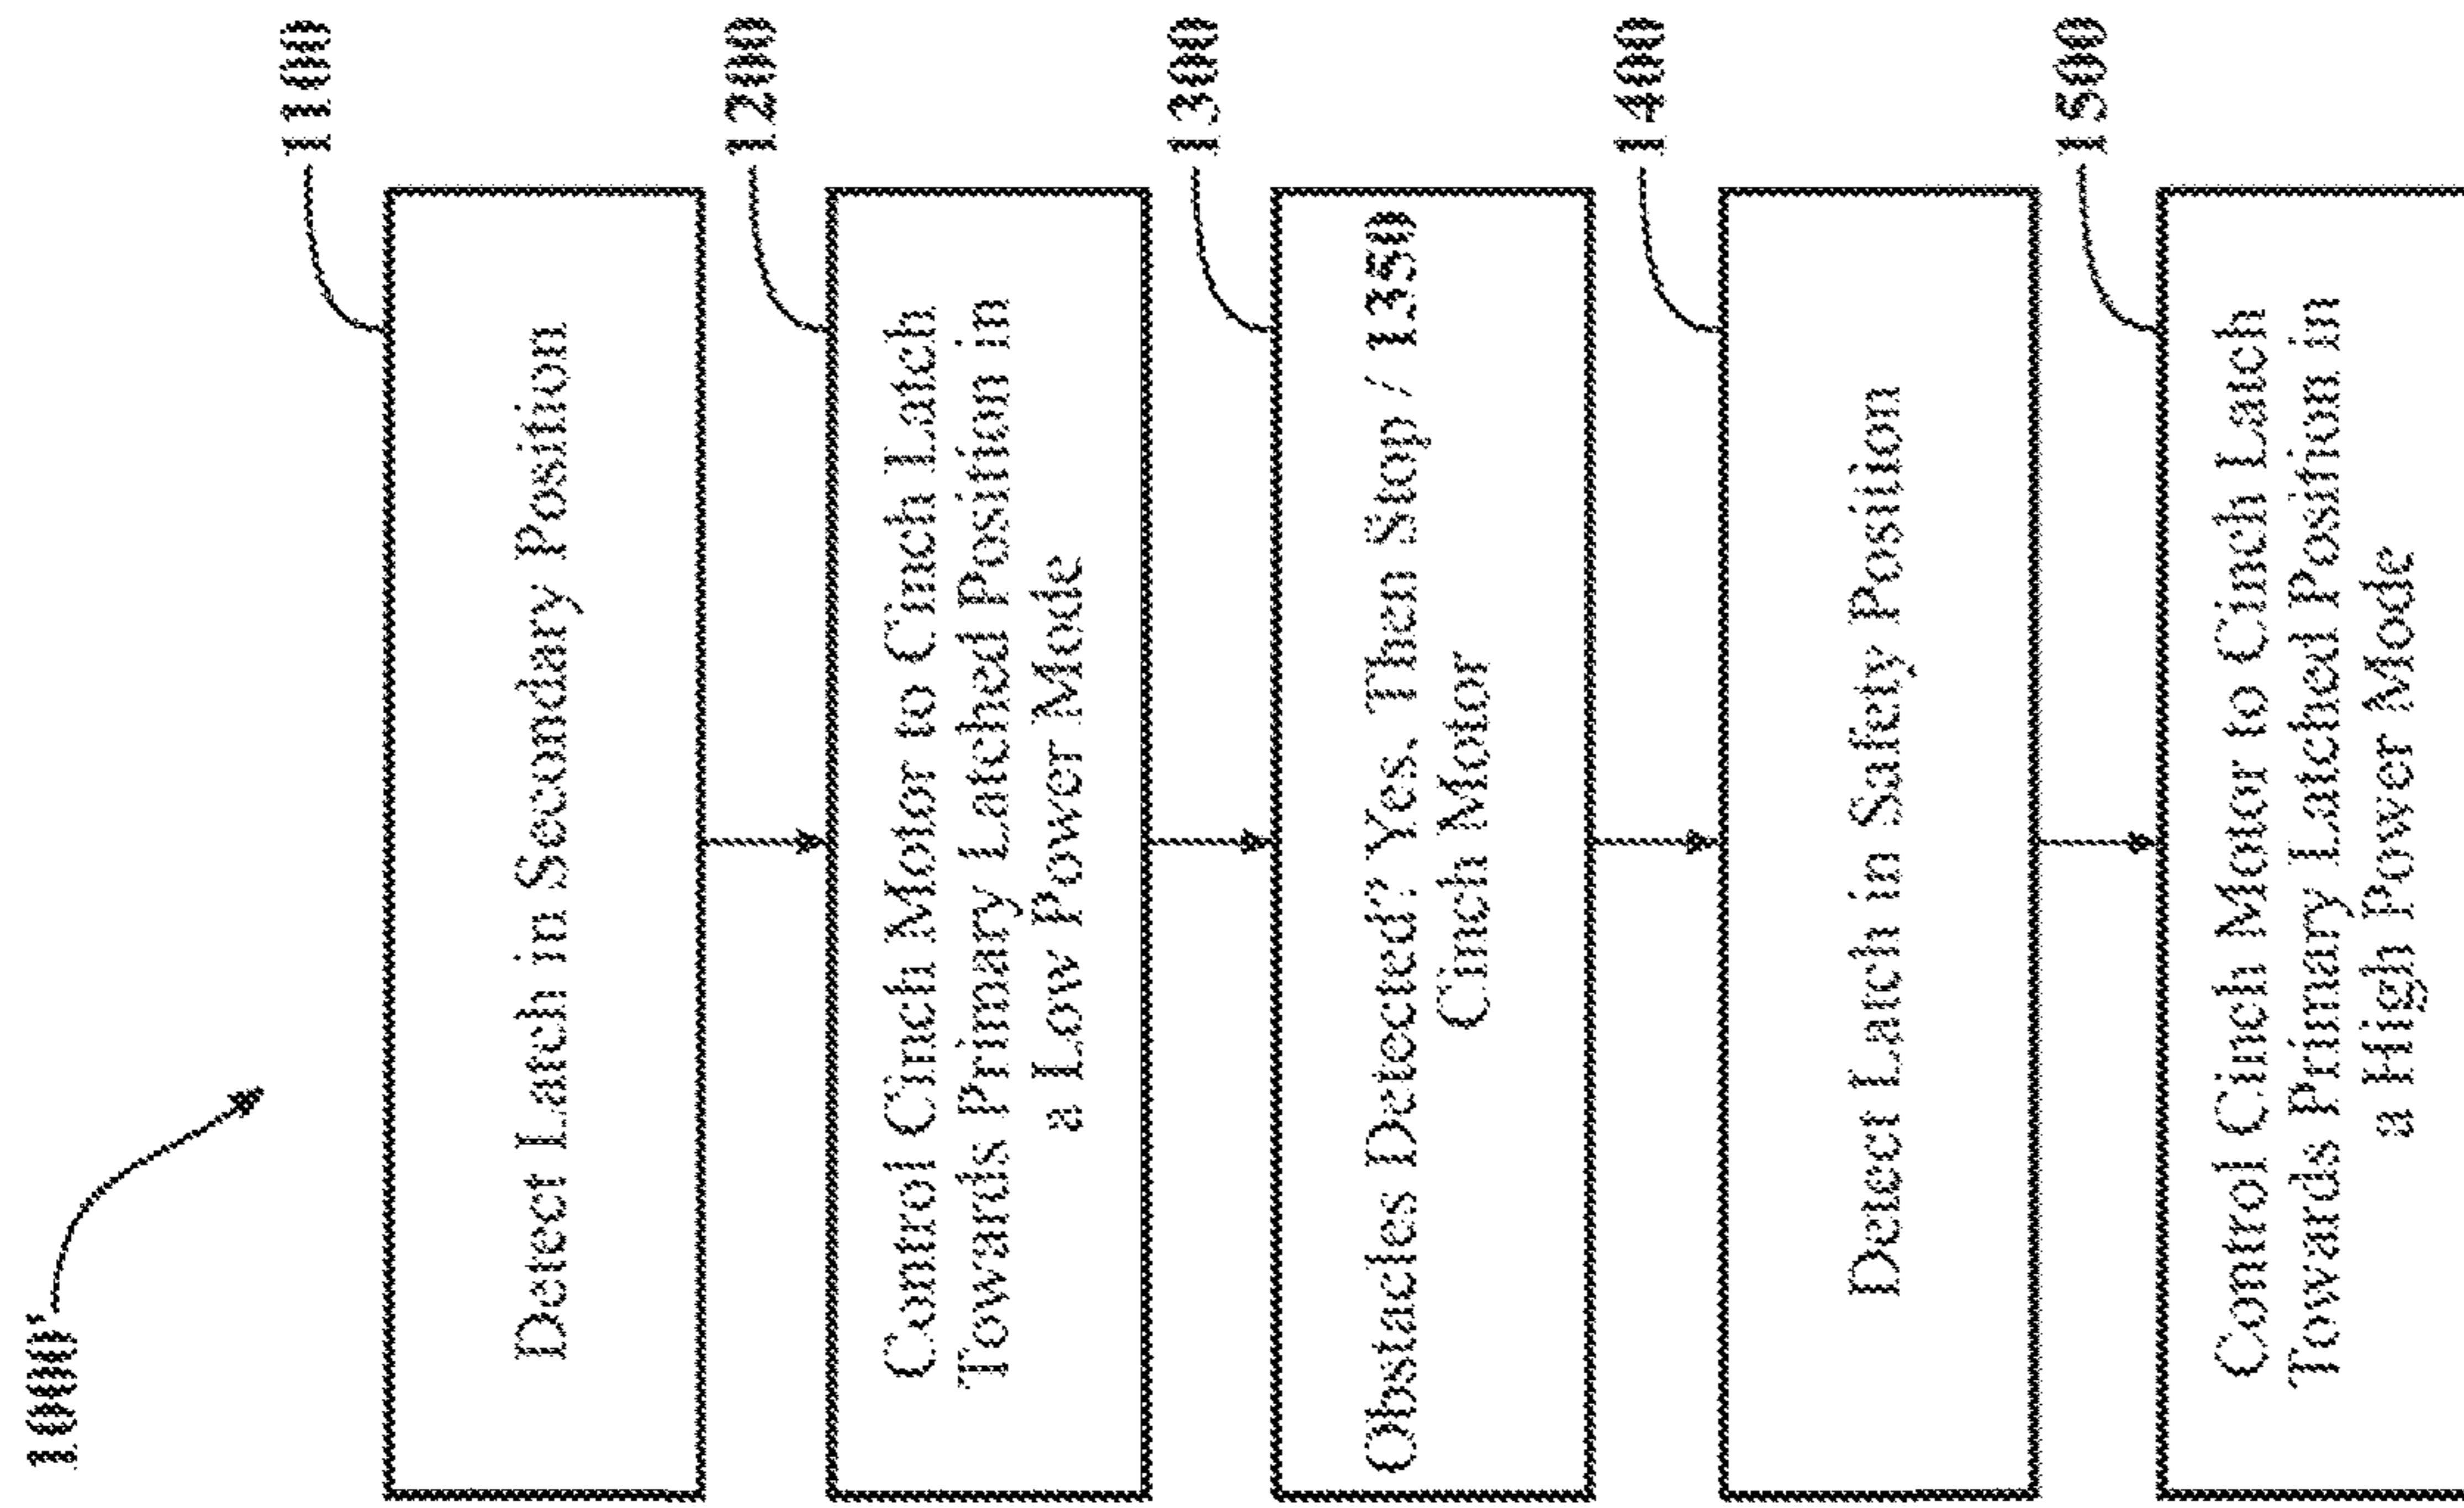 1000'
1100
Detect Latch in Secondary Position
1200
Control Cinch Motor to Cinch Latch
Towards Primary Latched Position in
a Low Power Mode
1300
Obstacles Detected? Yes. Then Stop / 1350
Cinch Motor
1400
Detect Latch in Safety Position
1500
Control Cinch Motor to Cinch Latch
Towards Primary Latched Position in
a High Power Mode